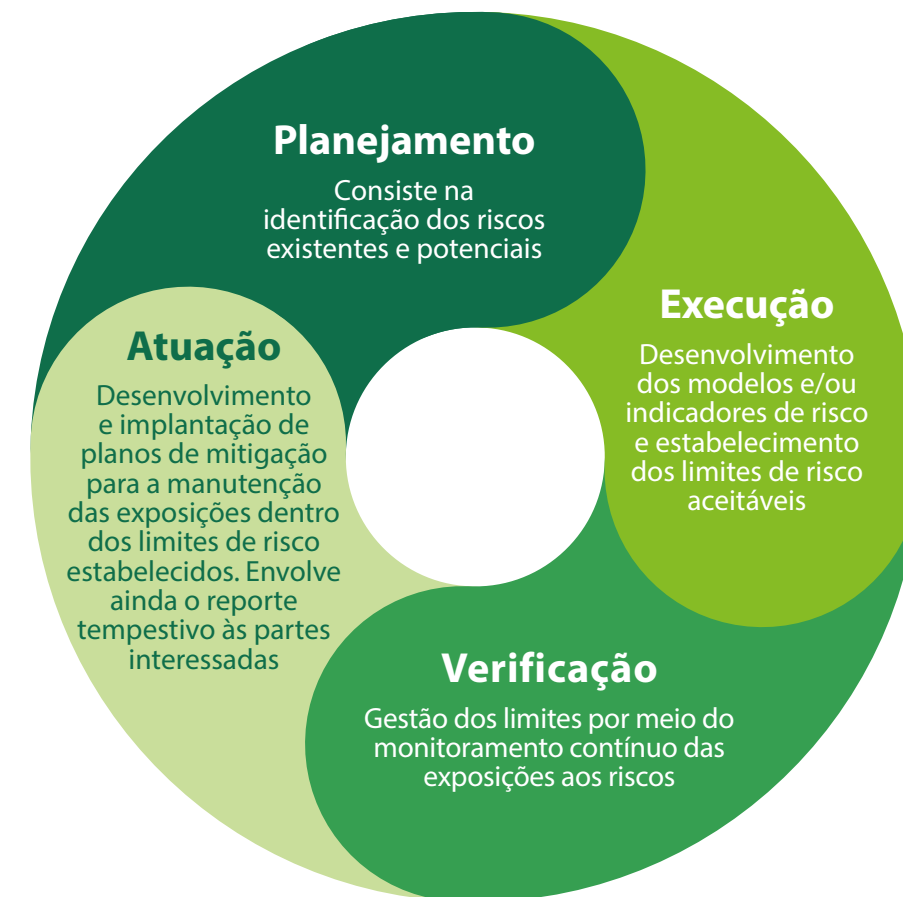 Planejamento
Consiste na
identificação dos riscos
existentes e potenciais
Execução
Desenvolvimento
dos modelos e/ou
indicadores de risco
e estabelecimento
dos limites de risco
aceitáveis
Verificação
Gestão dos limites por meio do
monitoramento contínuo das
exposições aos riscos
Atuação
Desenvolvimento
e implantação de
planos de mitigação
para a manutenção
das exposições dentro
dos limites de risco
estabelecidos. Envolve
ainda o reporte
tempestivo às partes
interessadas